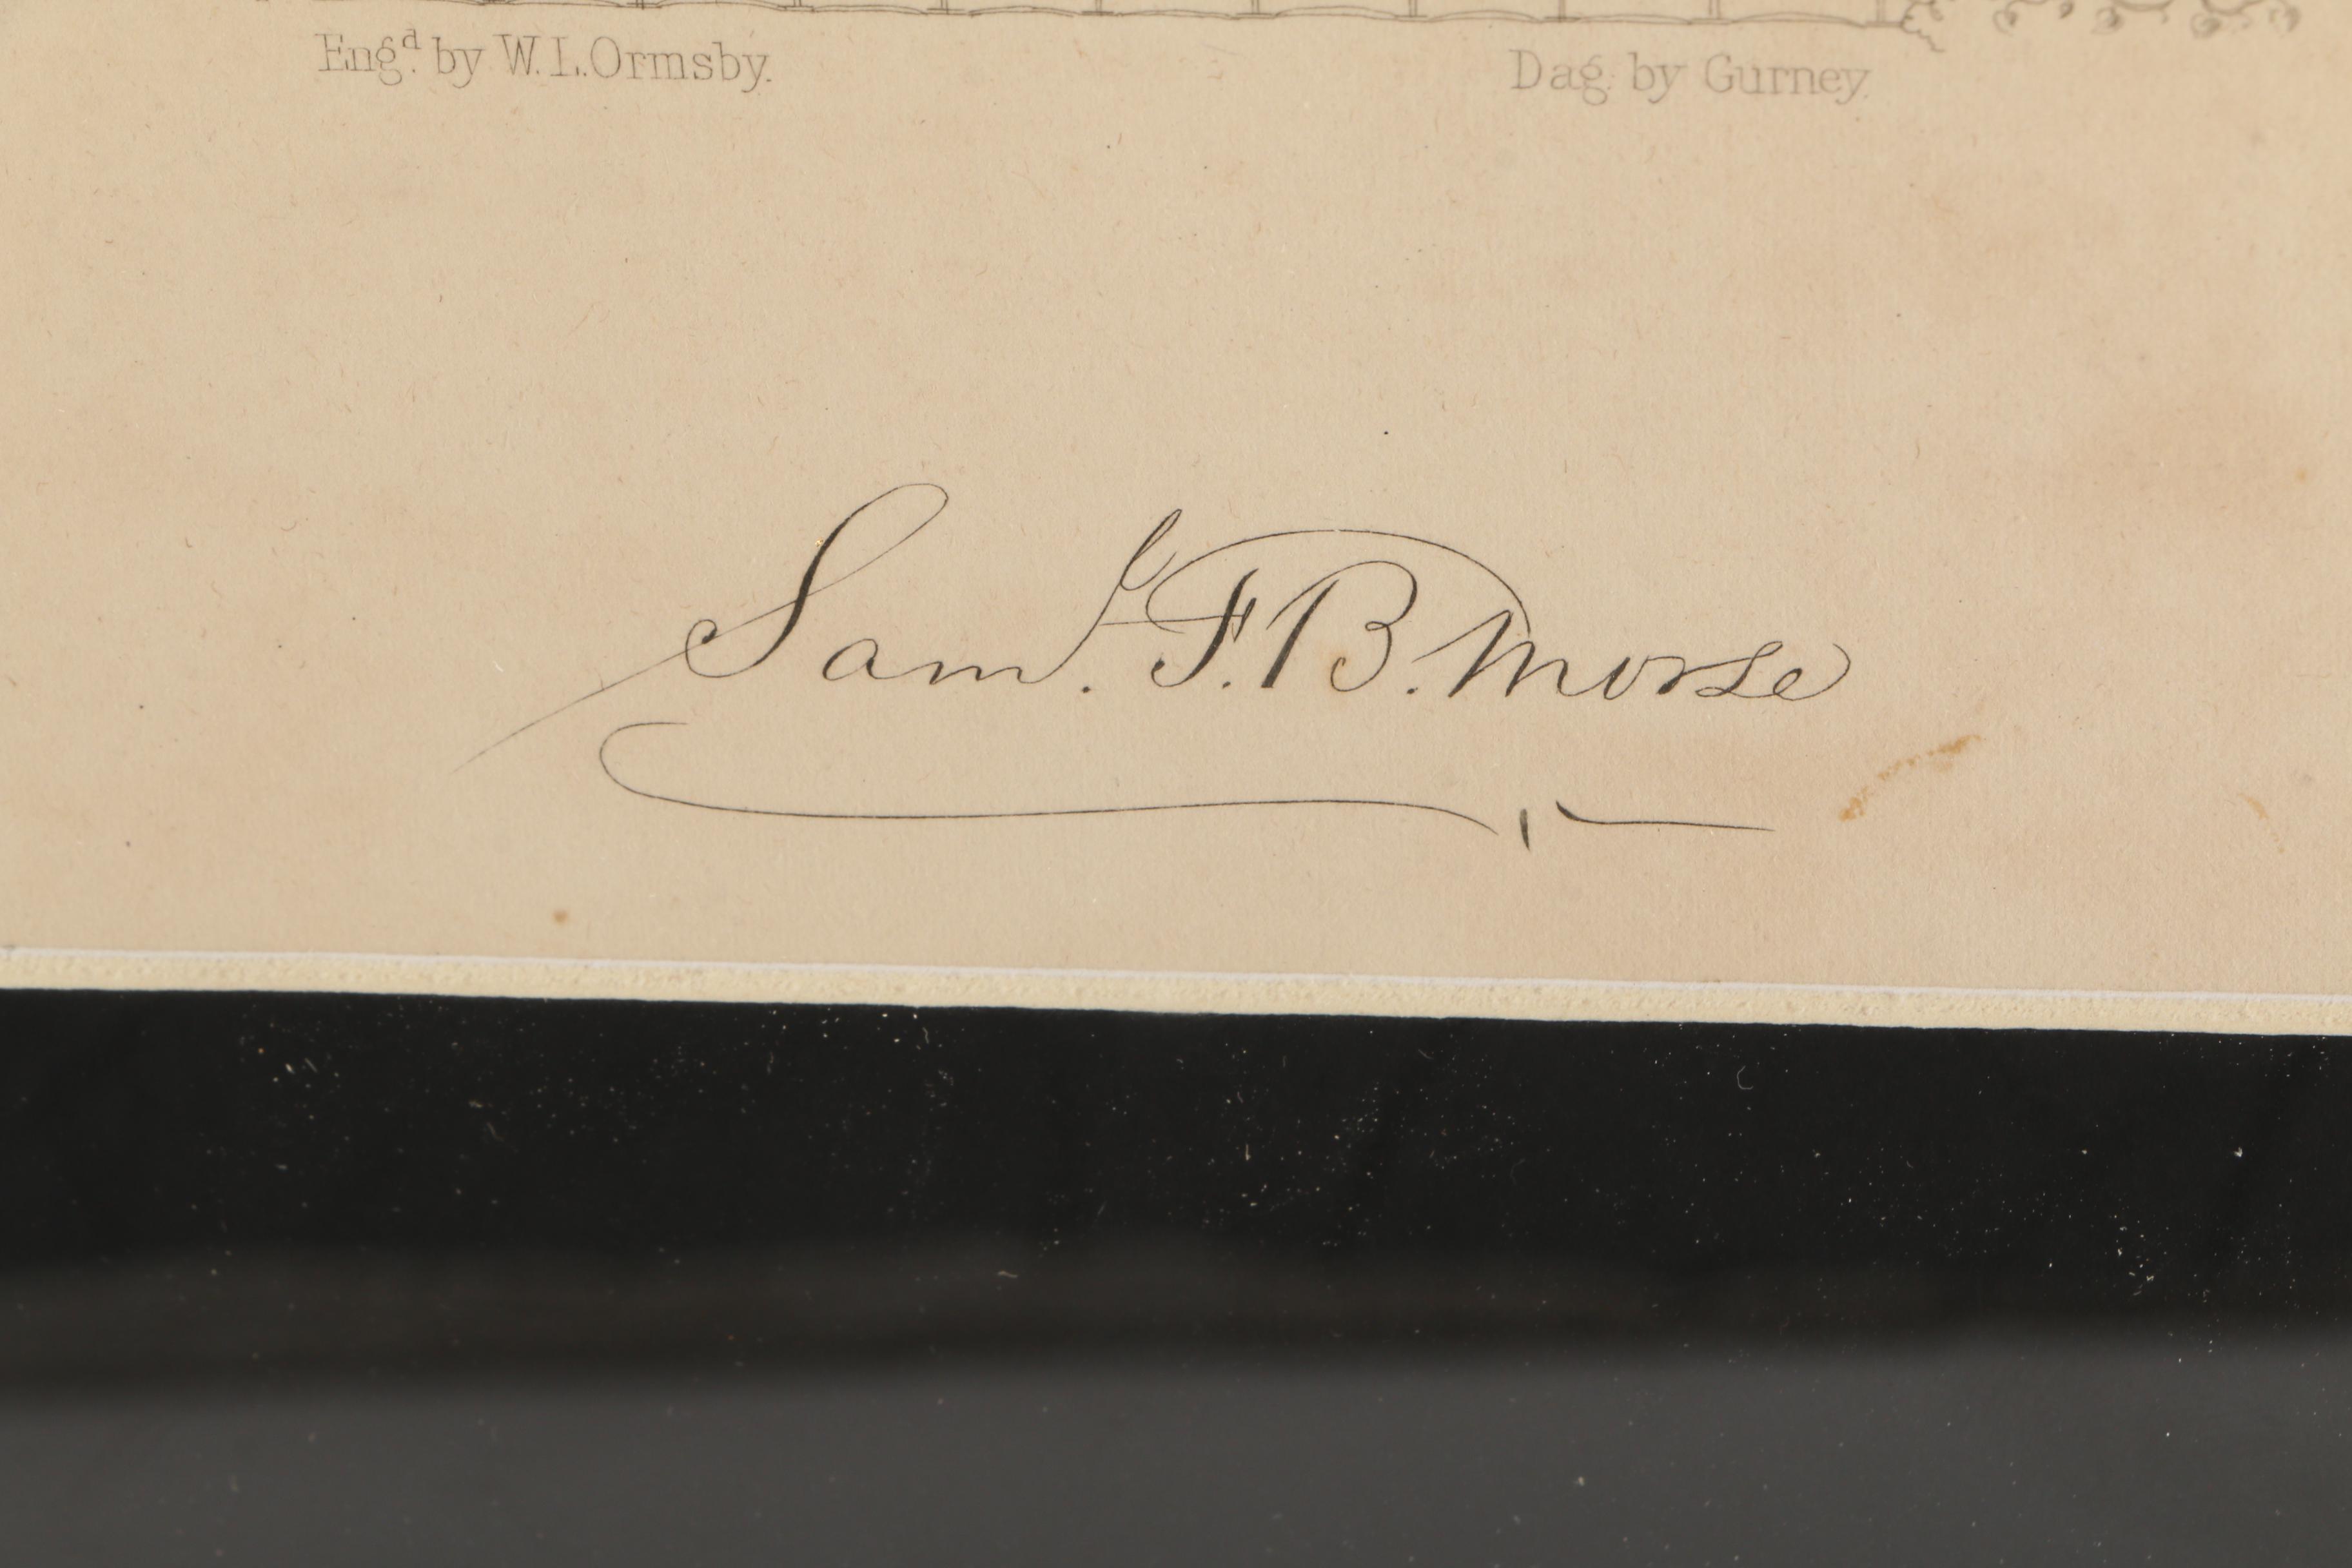 Engᵈ. by W. L. Ormsby.
Dag. by Gurney.
Samˡ. F. B. Morse